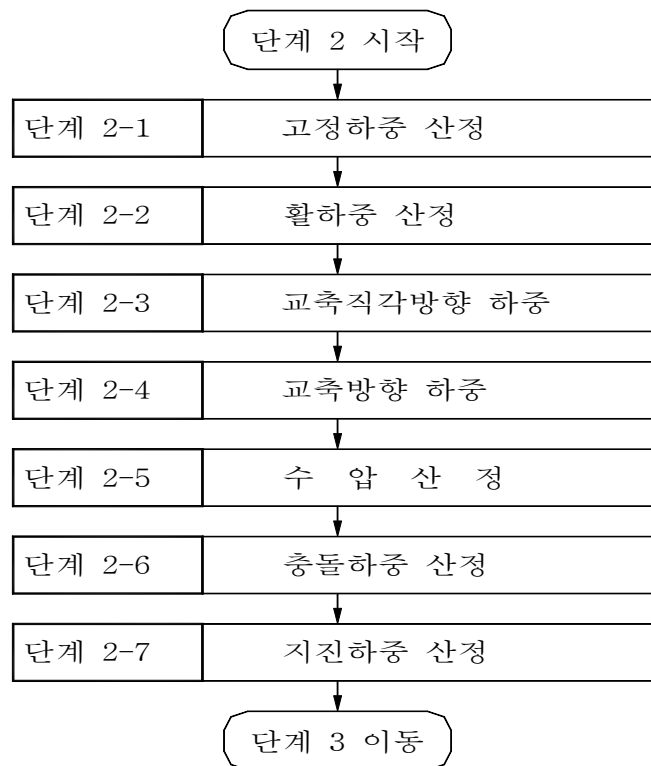 단계 2 시작
단계 2-1 고정하중 산정
단계 2-2 활하중 산정
단계 2-3 교축직각방향 하중
단계 2-4 교축방향 하중
단계 2-5 수 압 산 정
단계 2-6 충돌하중 산정
단계 2-7 지진하중 산정
단계 3 이동